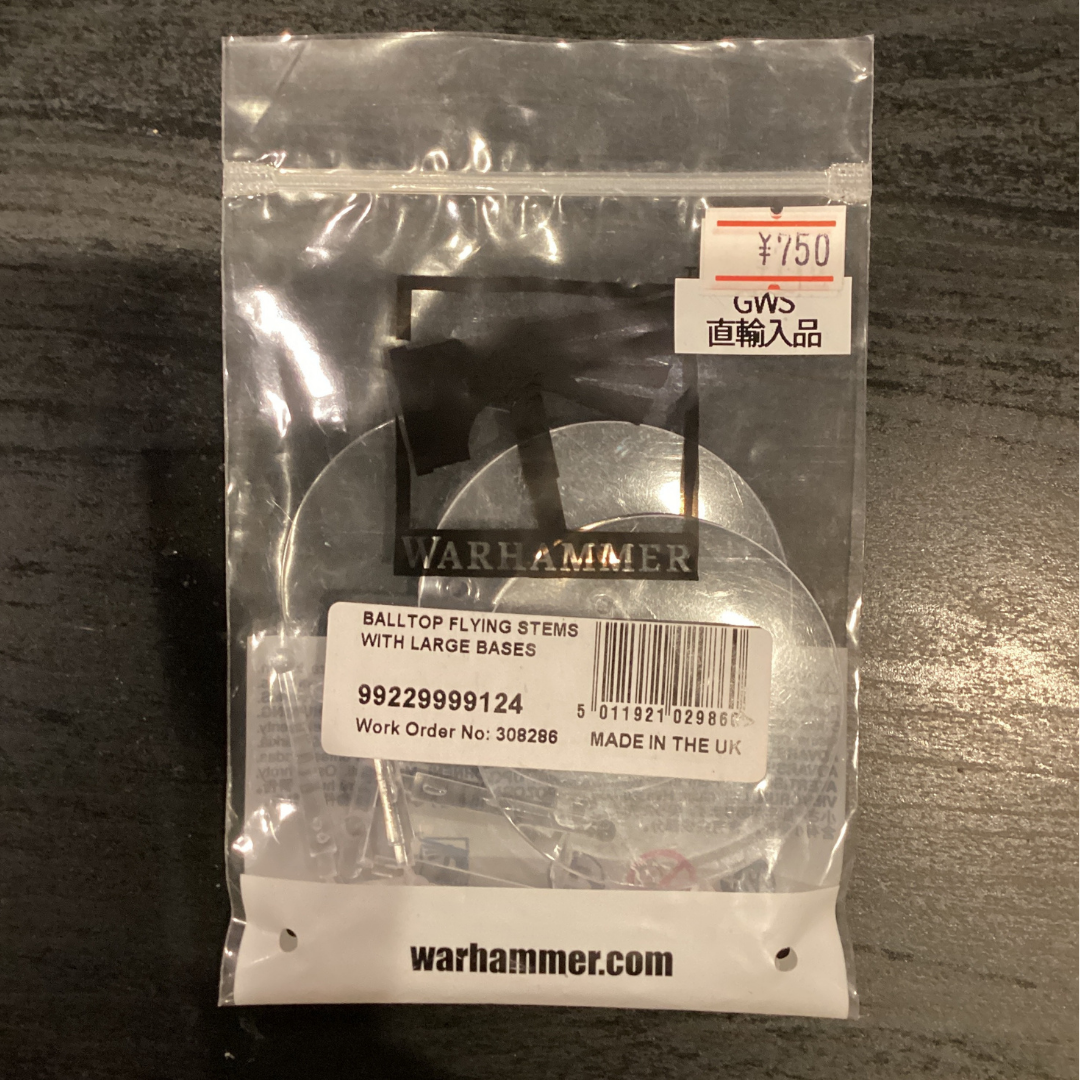 ¥750
GWS
直輸入品
WARHAMMER
BALLTOP FLYING STEMS
WITH LARGE BASES
99229999124
Work Order No: 308286
5 011921 02986
MADE IN THE UK
warhammer.com